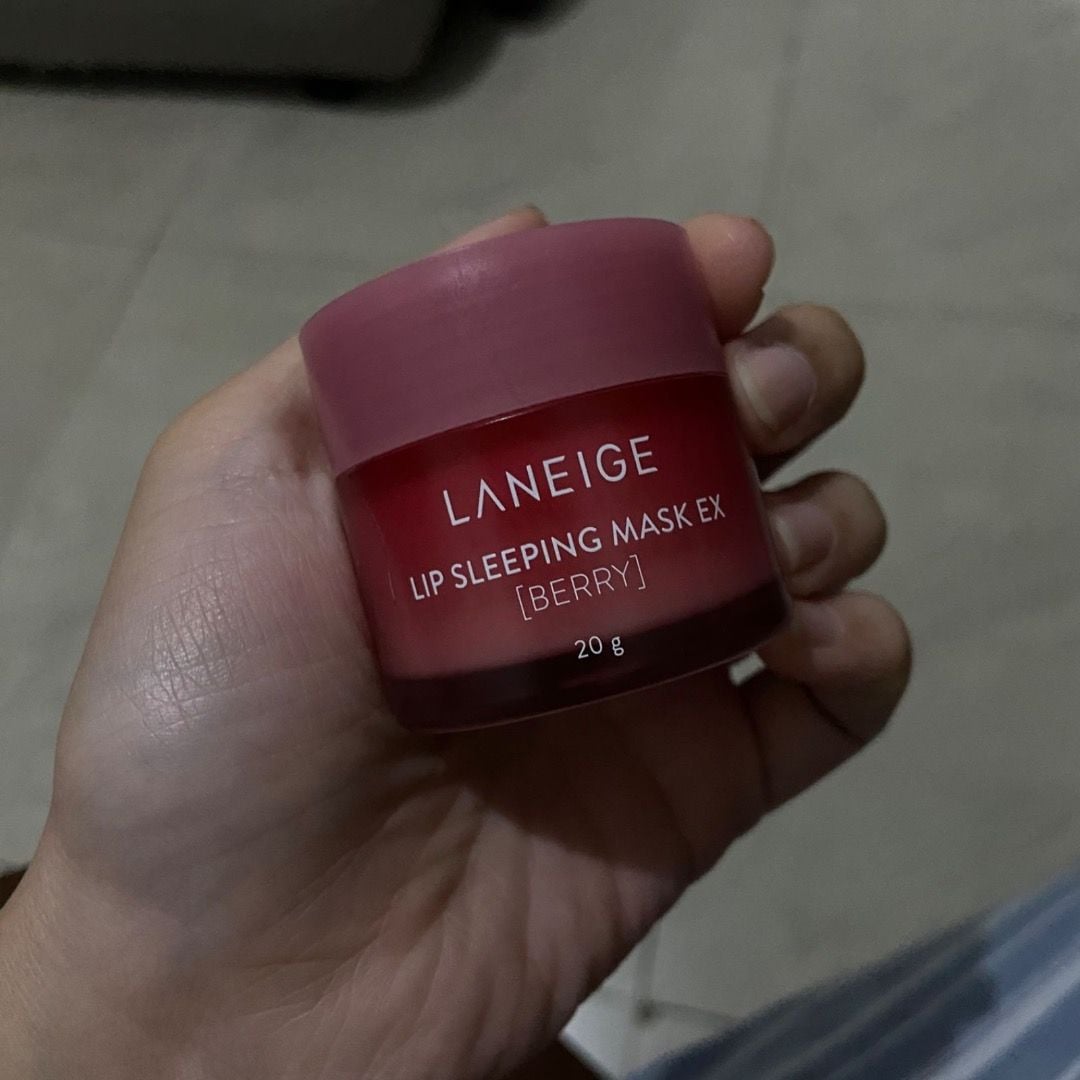 LANEIGE
LIP SLEEPING MASK EX
[BERRY]
20 g